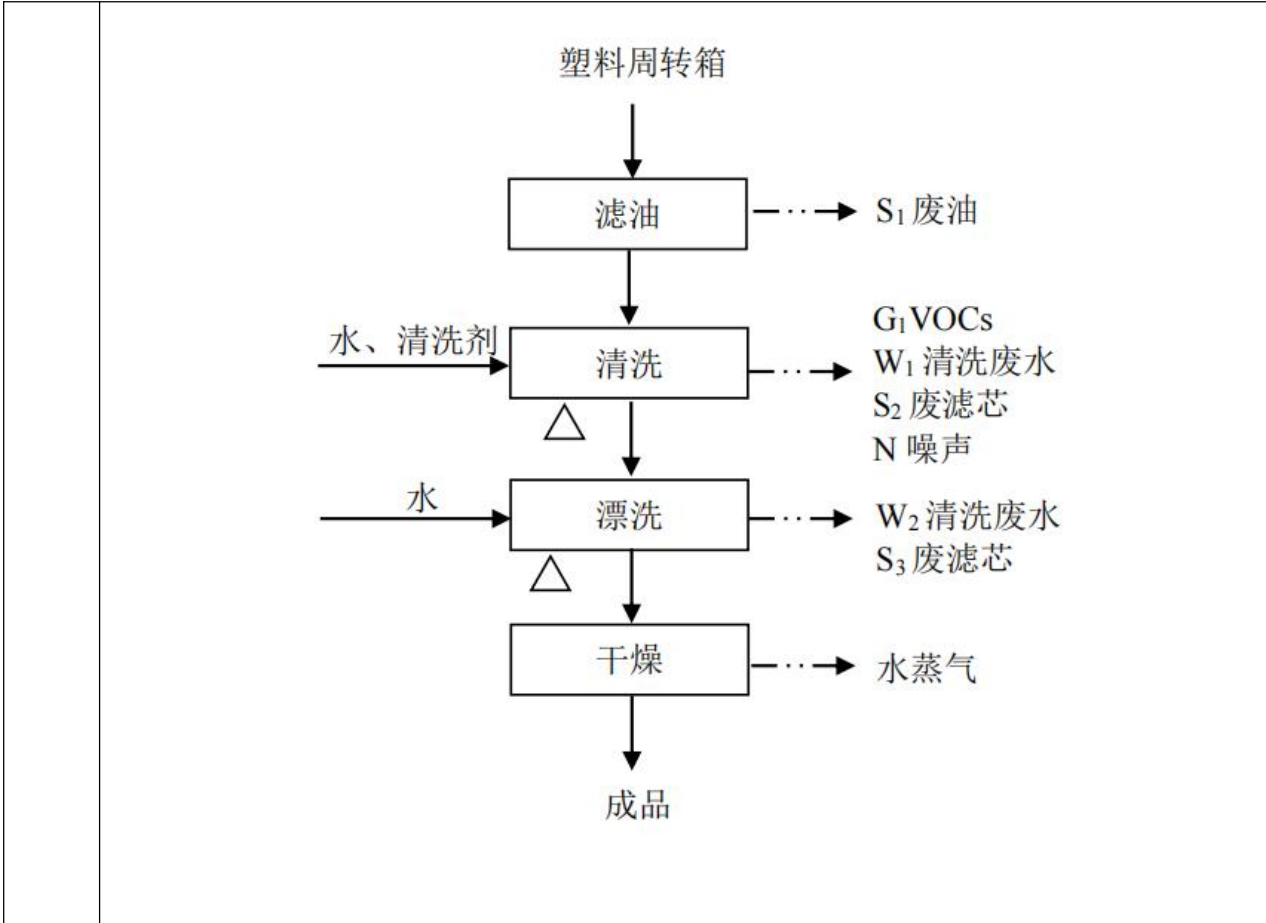 塑料周转箱
滤油
S₁废油
水、清洗剂
清洗
G₁VOCs
W₁清洗废水
S₂废滤芯
N 噪声
水
漂洗
W₂清洗废水
S₃废滤芯
干燥
水蒸气
成品